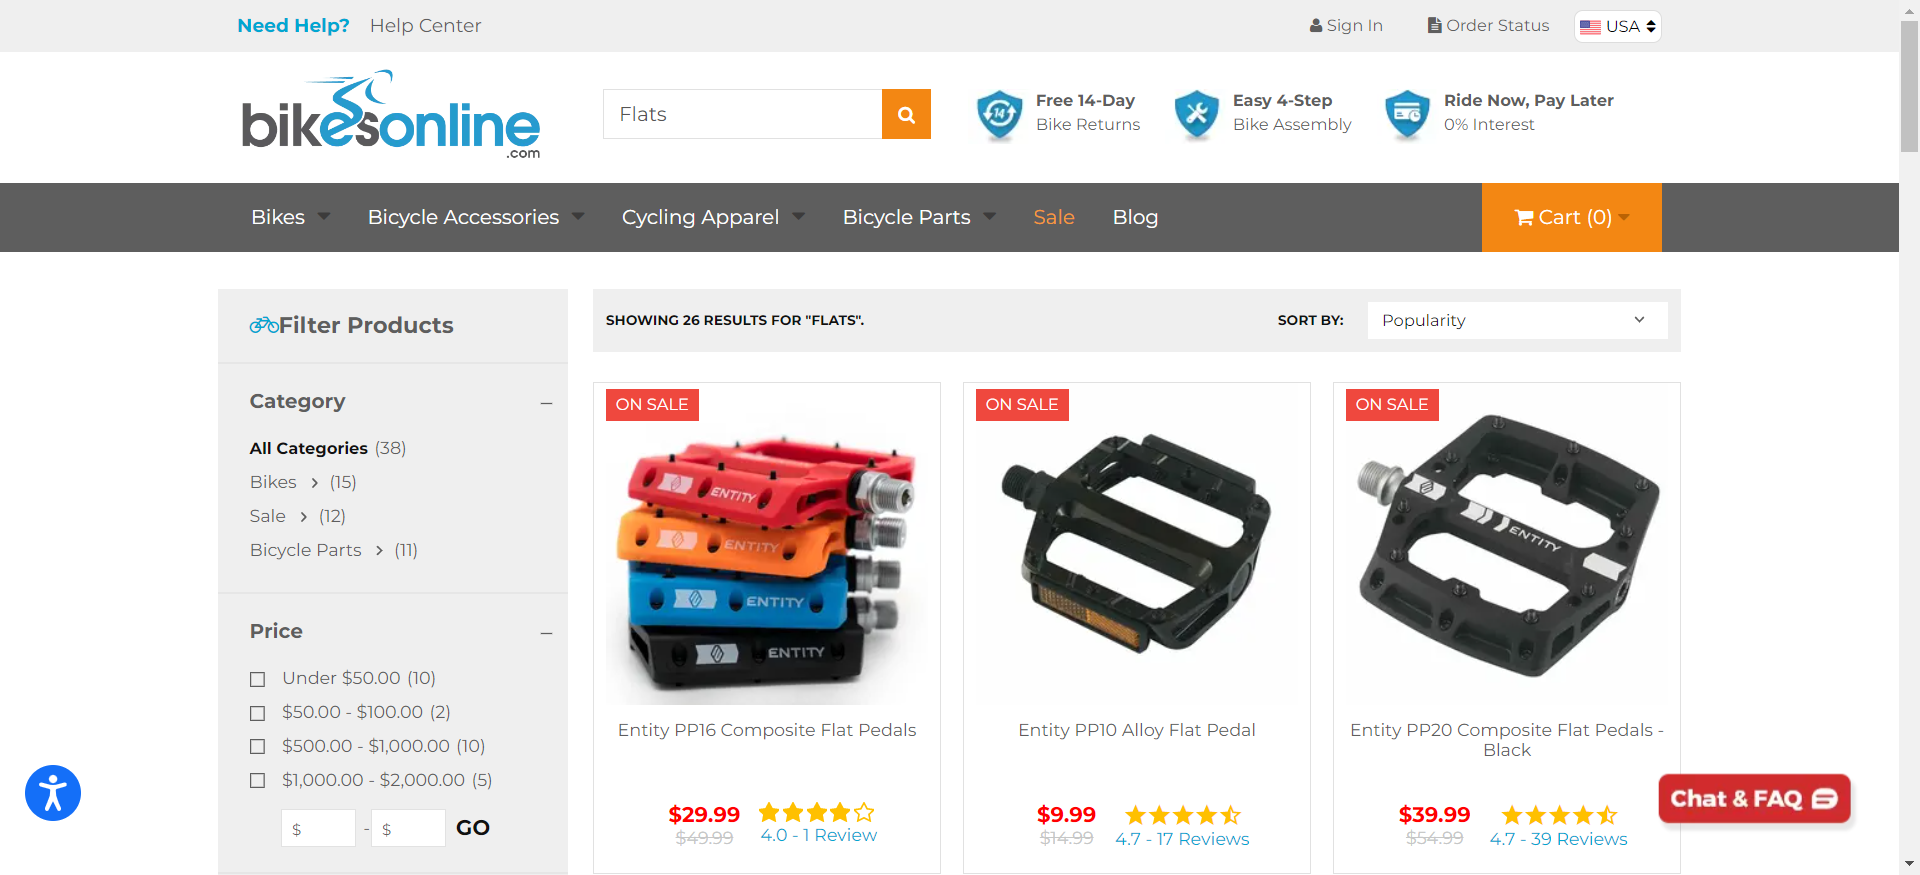 Need Help? Help Center Sign In Order Status USA
bikesonline
.com
Flats
Free 14-Day
Bike Returns
Easy 4-Step
Bike Assembly
Ride Now, Pay Later
0% Interest
14
Bikes Bicycle Accessories Cycling Apparel Bicycle Parts Sale Blog Cart (0)
Filter Products
Category
All Categories (38)
Bikes (15)
Sale (12)
Bicycle Parts (11)
Price
Under $50.00 (10)
$50.00 - $100.00 (2)
$500.00 - $1,000.00 (10)
$1,000.00 - $2,000.00 (5)
$ - $ GO
SHOWING 26 RESULTS FOR "FLATS". SORT BY: Popularity
ON SALE
ENTITY
ENTITY
ENTITY
ENTITY
Entity PP16 Composite Flat Pedals
$29.99
$49.99
4.0 - 1 Review
ON SALE
Entity PP10 Alloy Flat Pedal
$9.99
$14.99
4.7 - 17 Reviews
ON SALE
ENTITY
Entity PP20 Composite Flat Pedals -
Black
$39.99
$54.99
4.7 - 39 Reviews
Chat & FAQ